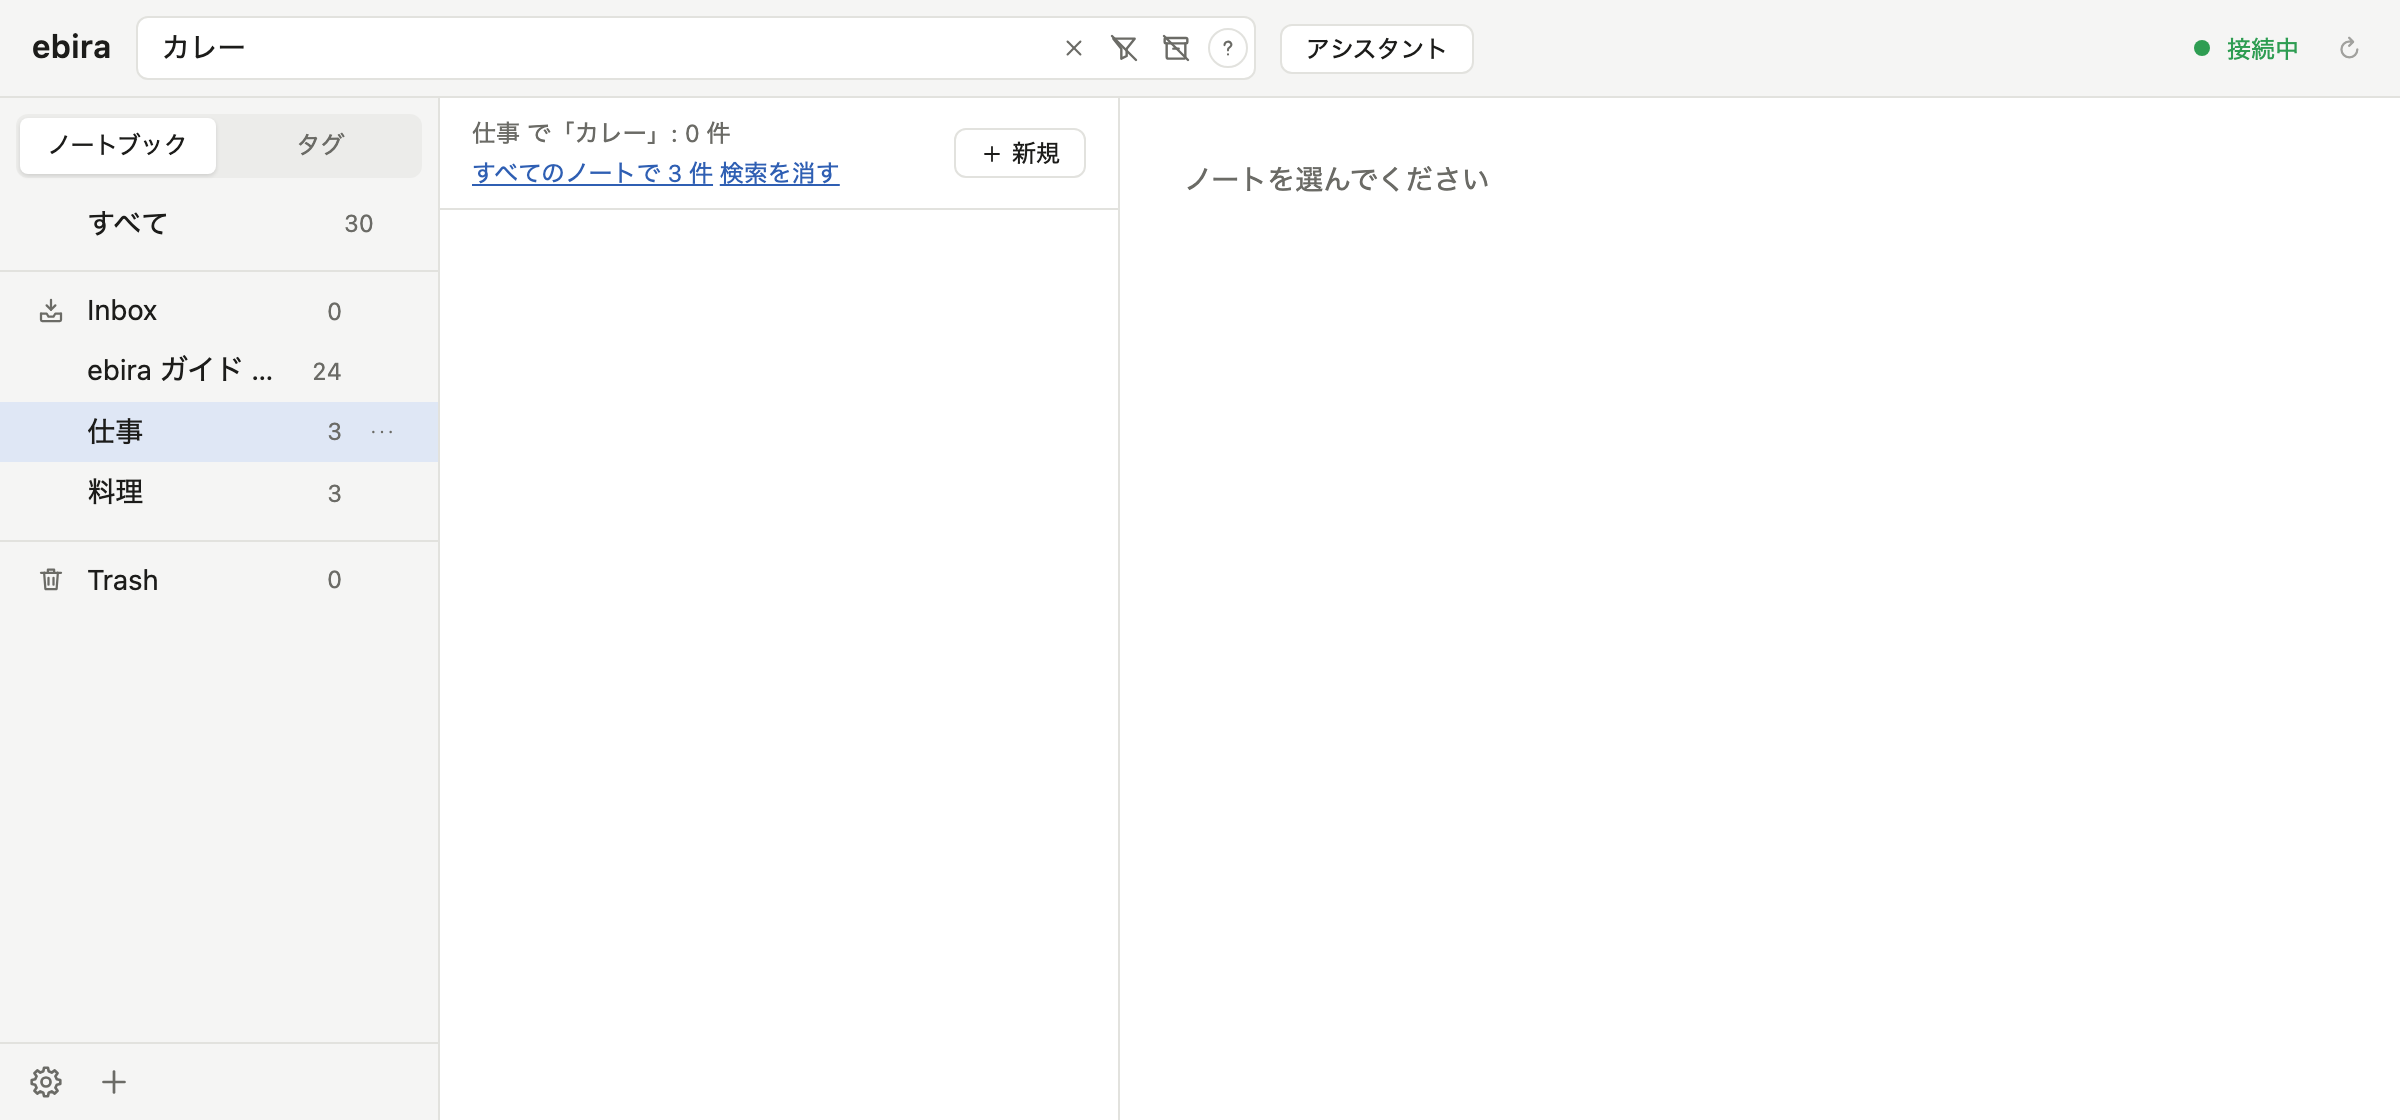 ebira
カレー
?
アシスタント
接続中
ノートブック
タグ
すべて 30
Inbox 0
ebira ガイド ... 24
仕事 3 ...
料理 3
Trash 0
仕事 で「カレー」: 0 件
すべてのノートで 3 件 検索を消す
+ 新規
ノートを選んでください